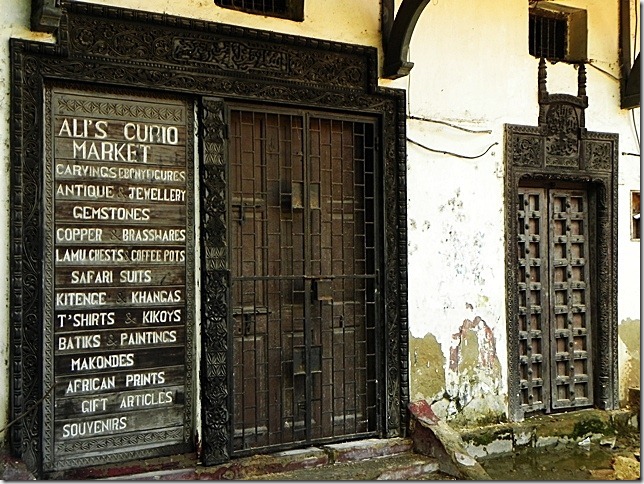 ALI'S CURIO
MARKET
CARVINGS EBONY FIGURES
ANTIQUE & JEWELLERY
GEMSTONES
COPPER & BRASSWARES
LAMU CHESTS & COFFEE POTS
SAFARI SUITS
KITENCE & KHANGAS
T'SHIRTS & KIKOYS
BATIKS & PAINTINGS
MAKONDES
AFRICAN PRINTS
GIFT ARTICLES
SOUVENIRS